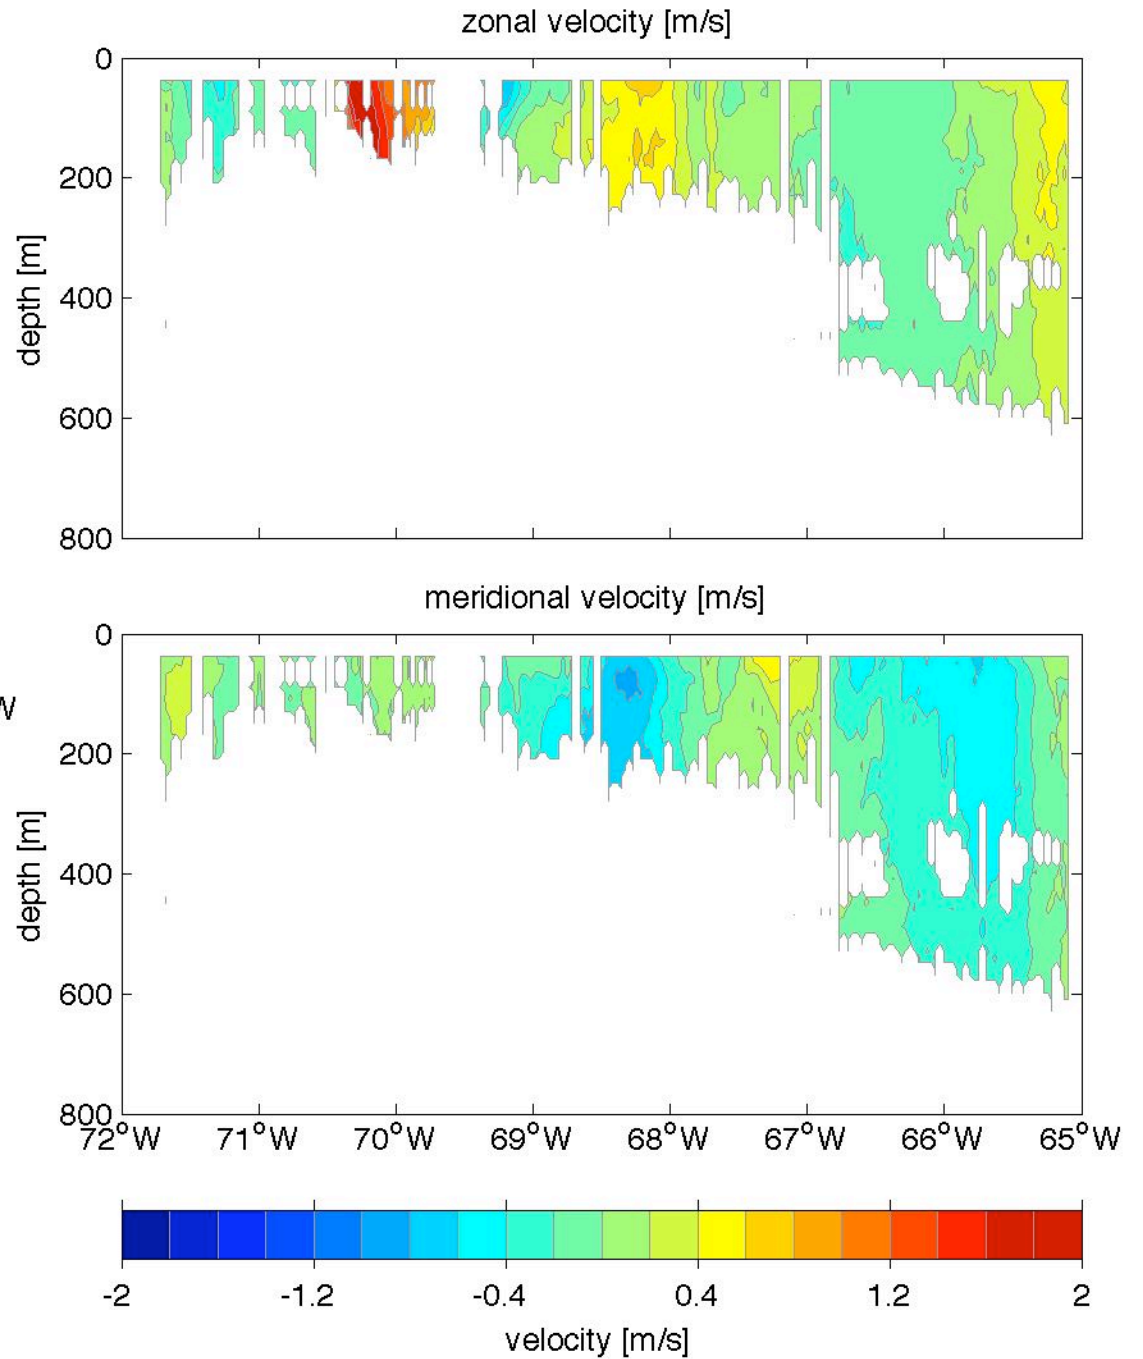 zonal velocity [m/s]
0
200
400
600
800
depth [m]
meridional velocity [m/s]
0
W
200
400
600
800
depth [m]
72°W 71°W 70°W 69°W 68°W 67°W 66°W 65°W
-2 -1.2 -0.4 0.4 1.2 2
velocity [m/s]